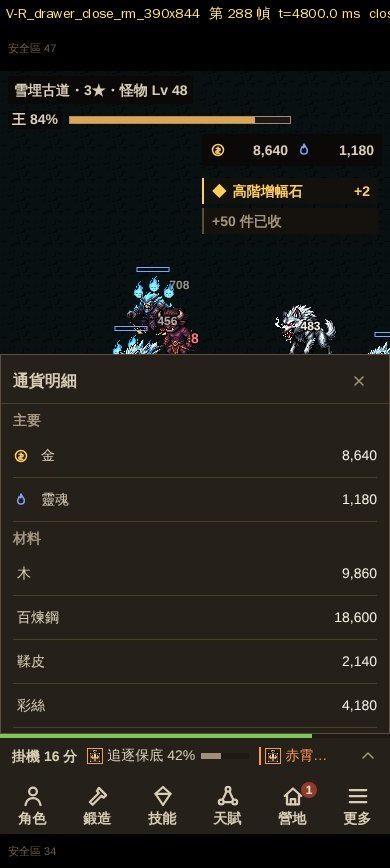 V-R_drawer_close_rm_390x844 第 288 幀 t=4800.0 ms clos
安全區 47
雪埋古道・3★・怪物 Lv 48
王 84%
8,640 1,180
◆ 高階增幅石 +2
+50 件已收
708
456
8
483
通貨明細 ×
主要
金 8,640
靈魂 1,180
材料
木 9,860
百煉鋼 18,600
鞣皮 2,140
彩絲 4,180
掛機 16 分 追逐保底 42% 赤霄…
1
角色 鍛造 技能 天賦 營地 更多
安全區 34